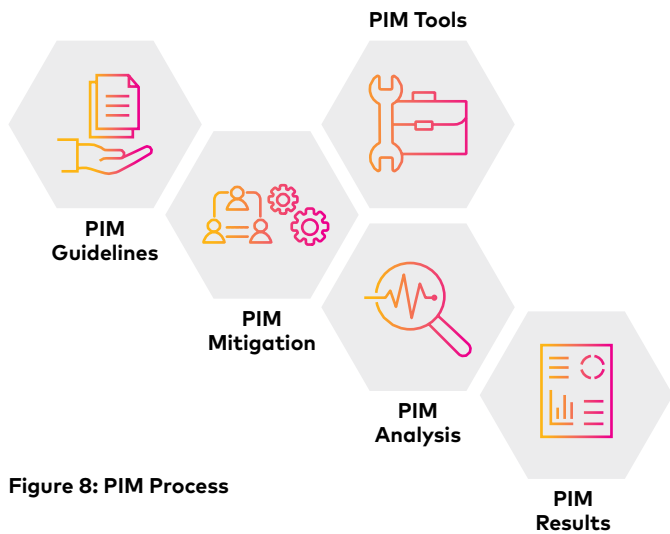 PIM Tools
PIM
Guidelines
PIM
Mitigation
PIM
Analysis
Figure 8: PIM Process
PIM
Results